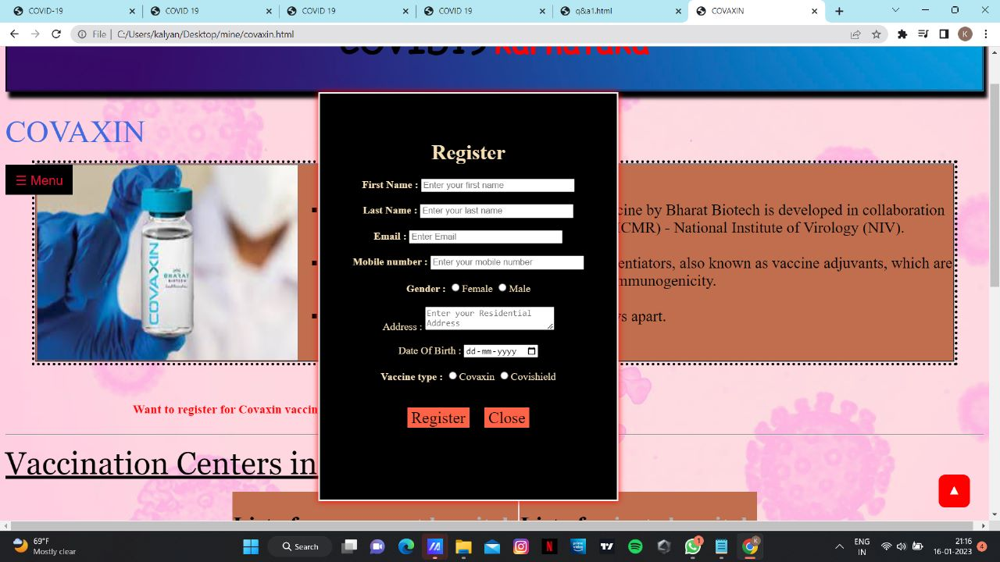 COVID 19
COVID 19
COVID 19
q&a1.html
COVAXIN
COVID 19
File | C:/Users/kalyan/Desktop/mine/covaxin.html
K
COVID19 Karnataka
COVAXIN
☰ Menu
COVAXIN
BHARAT
BIOTECH
cine by Bharat Biotech is developed in collaboration
CMR) - National Institute of Virology (NIV).
entiators, also known as vaccine adjuvants, which are
mmunogenicity.
s apart.
Register
First Name : Enter your first name
Last Name : Enter your last name
Email : Enter Email
Mobile number : Enter your mobile number
Gender : Female Male
Address : Enter your Residential
Address
Date Of Birth : dd-mm-yyyy
Vaccine type : Covaxin Covishield
Register Close
Want to register for Covaxin vaccin
Vaccination Centers in
▲
69°F
Mostly clear
Search
1
K
ENG
IN
21:16
16-01-2023
4